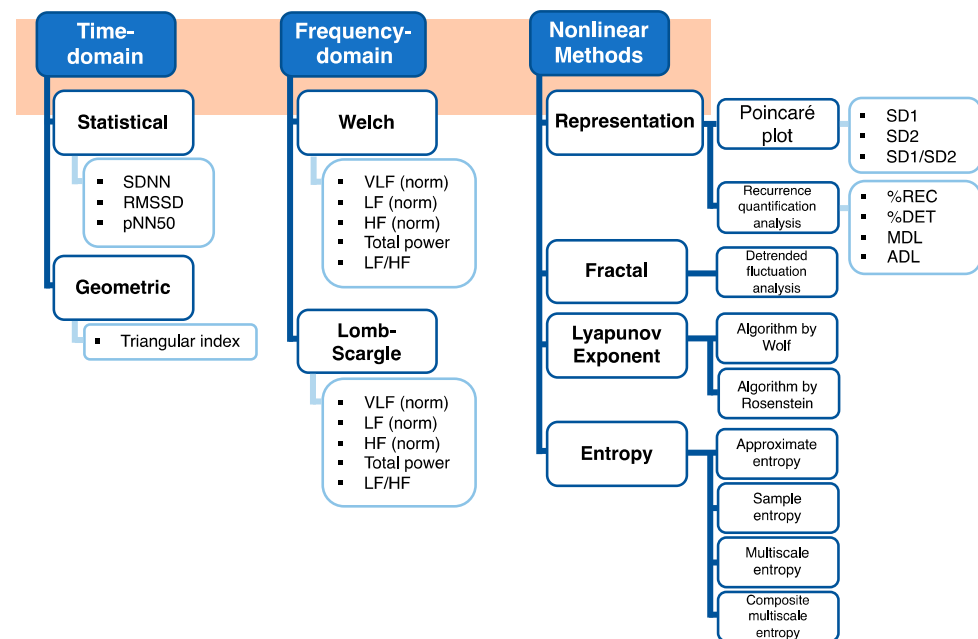 Time-
domain
Statistical
▪ SDNN
▪ RMSSD
▪ pNN50
Geometric
▪ Triangular index
Frequency-
domain
Welch
▪ VLF (norm)
▪ LF (norm)
▪ HF (norm)
▪ Total power
▪ LF/HF
Lomb-
Scargle
▪ VLF (norm)
▪ LF (norm)
▪ HF (norm)
▪ Total power
▪ LF/HF
Nonlinear
Methods
Representation
Poincaré
plot
▪ SD1
▪ SD2
▪ SD1/SD2
Recurrence
quantification
analysis
▪ %REC
▪ %DET
▪ MDL
▪ ADL
Fractal
Detrended
fluctuation
analysis
Lyapunov
Exponent
Algorithm by
Wolf
Algorithm by
Rosenstein
Entropy
Approximate
entropy
Sample
entropy
Multiscale
entropy
Composite
multiscale
entropy